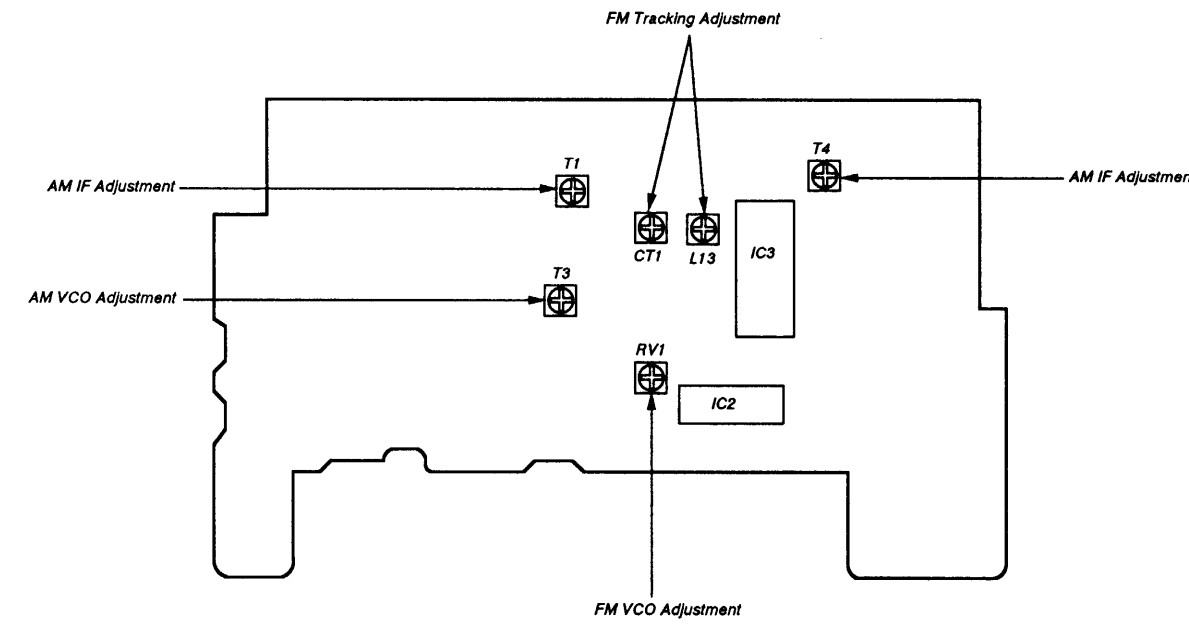 FM Tracking Adjustment
T1
T4
AM IF Adjustment
AM IF Adjustmen
CT1
L13
IC3
T3
AM VCO Adjustment
RV1
IC2
FM VCO Adjustment